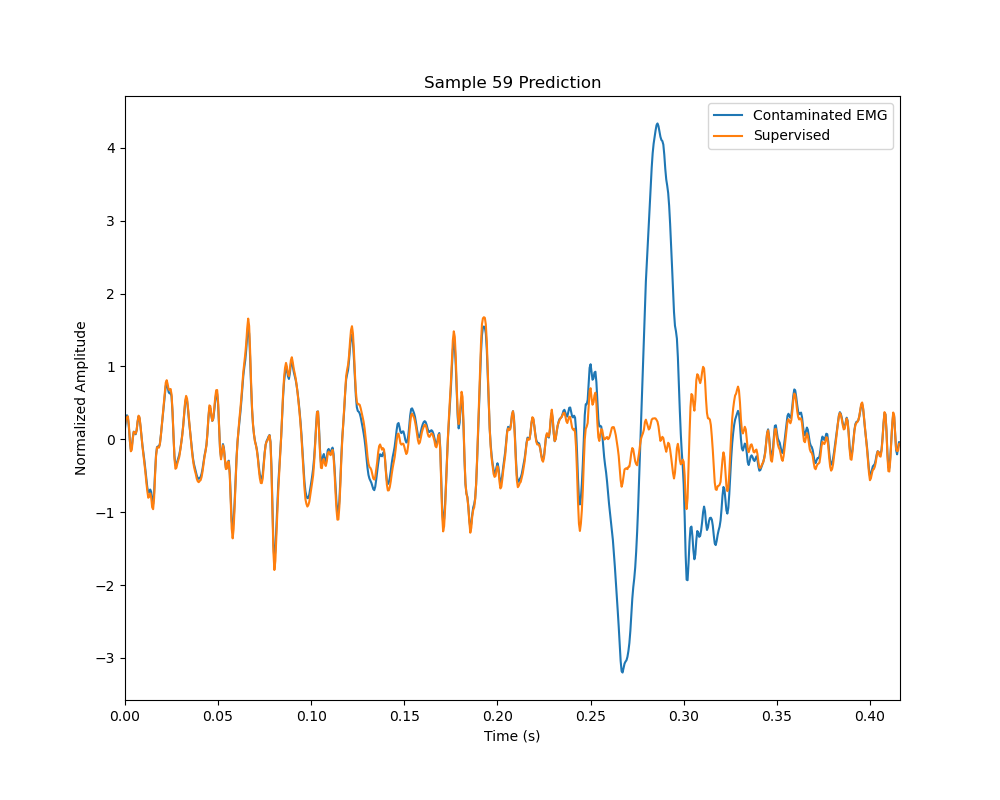 Sample 59 Prediction
Contaminated EMG
Supervised
Normalized Amplitude
4
3
2
1
0
−1
−2
−3
0.00 0.05 0.10 0.15 0.20 0.25 0.30 0.35 0.40
Time (s)